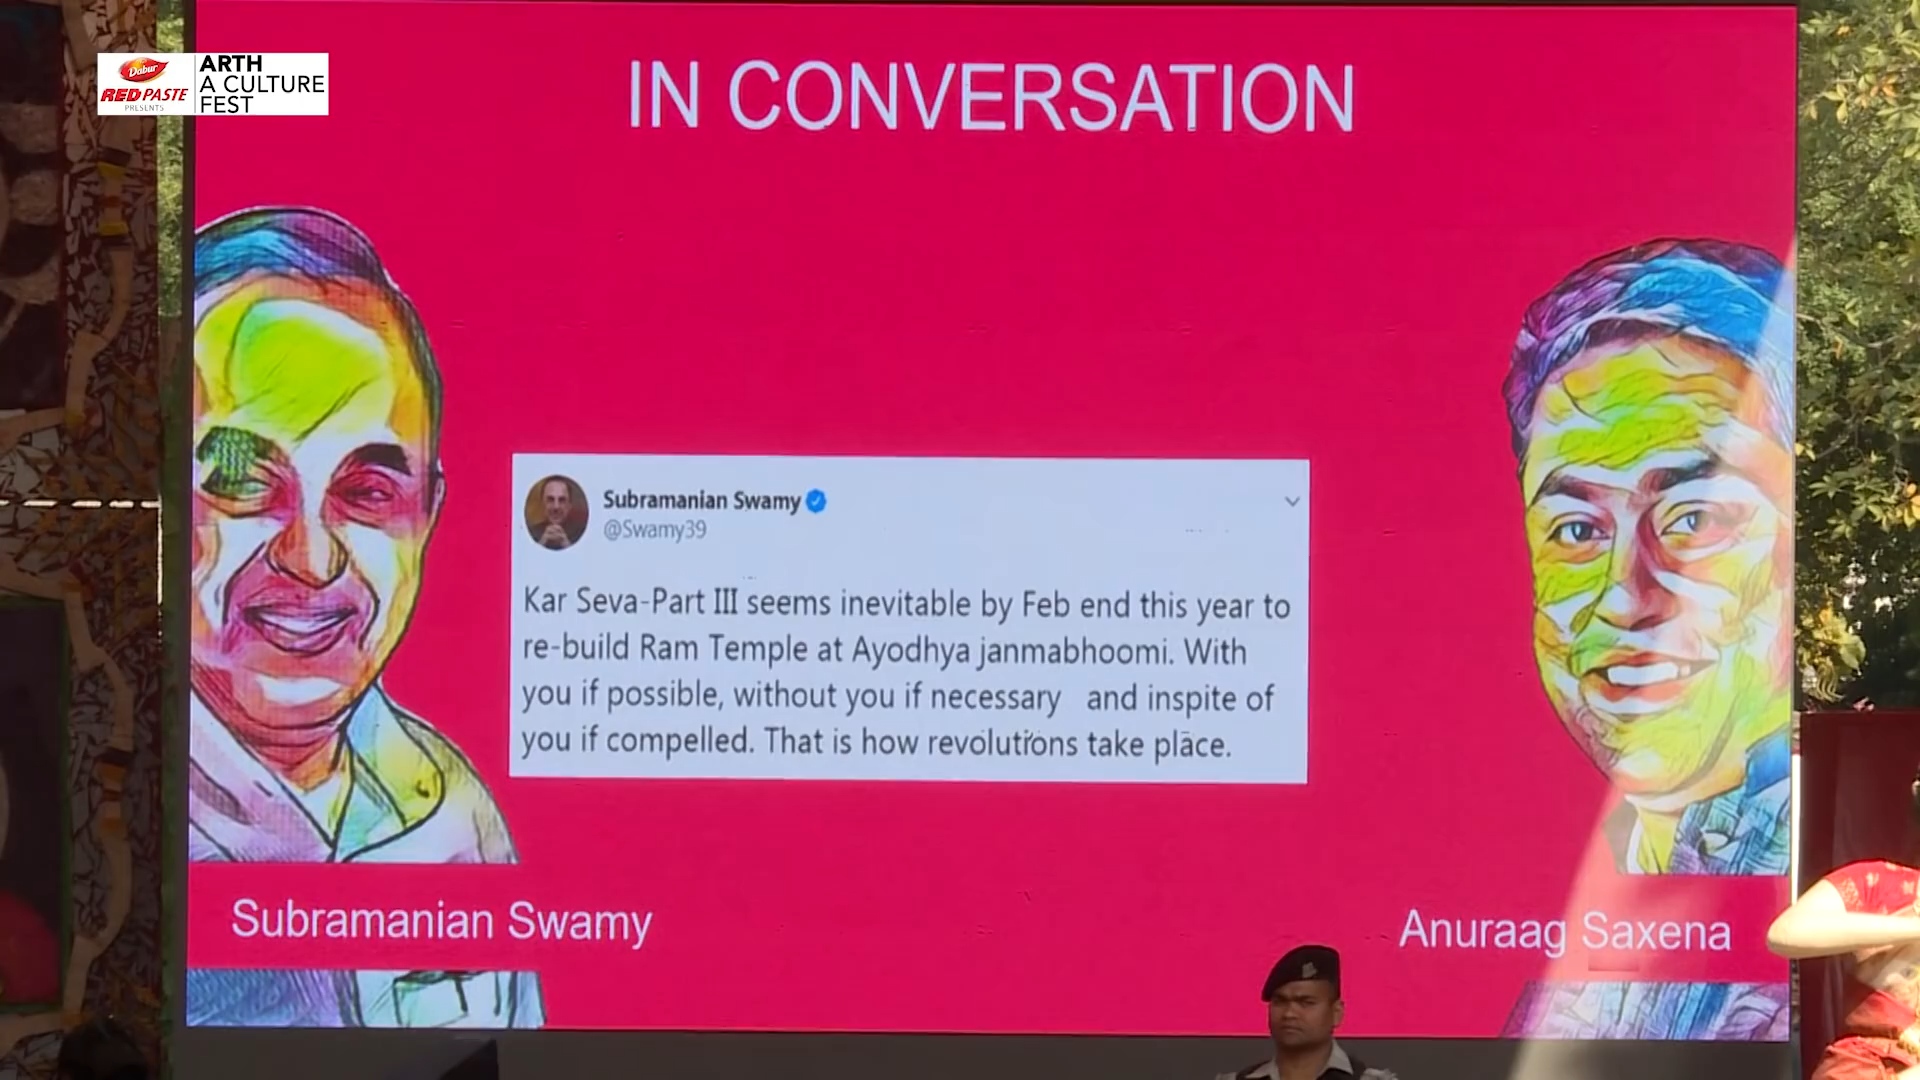 Dabur
RED PASTE
PRESENTS
ARTH
A CULTURE
FEST
IN CONVERSATION
Subramanian Swamy
@Swamy39
Kar Seva-Part III seems inevitable by Feb end this year to
re-build Ram Temple at Ayodhya janmabhoomi. With
you if possible, without you if necessary and inspite of
you if compelled. That is how revolutions take place.
Subramanian Swamy
Anuraag Saxena